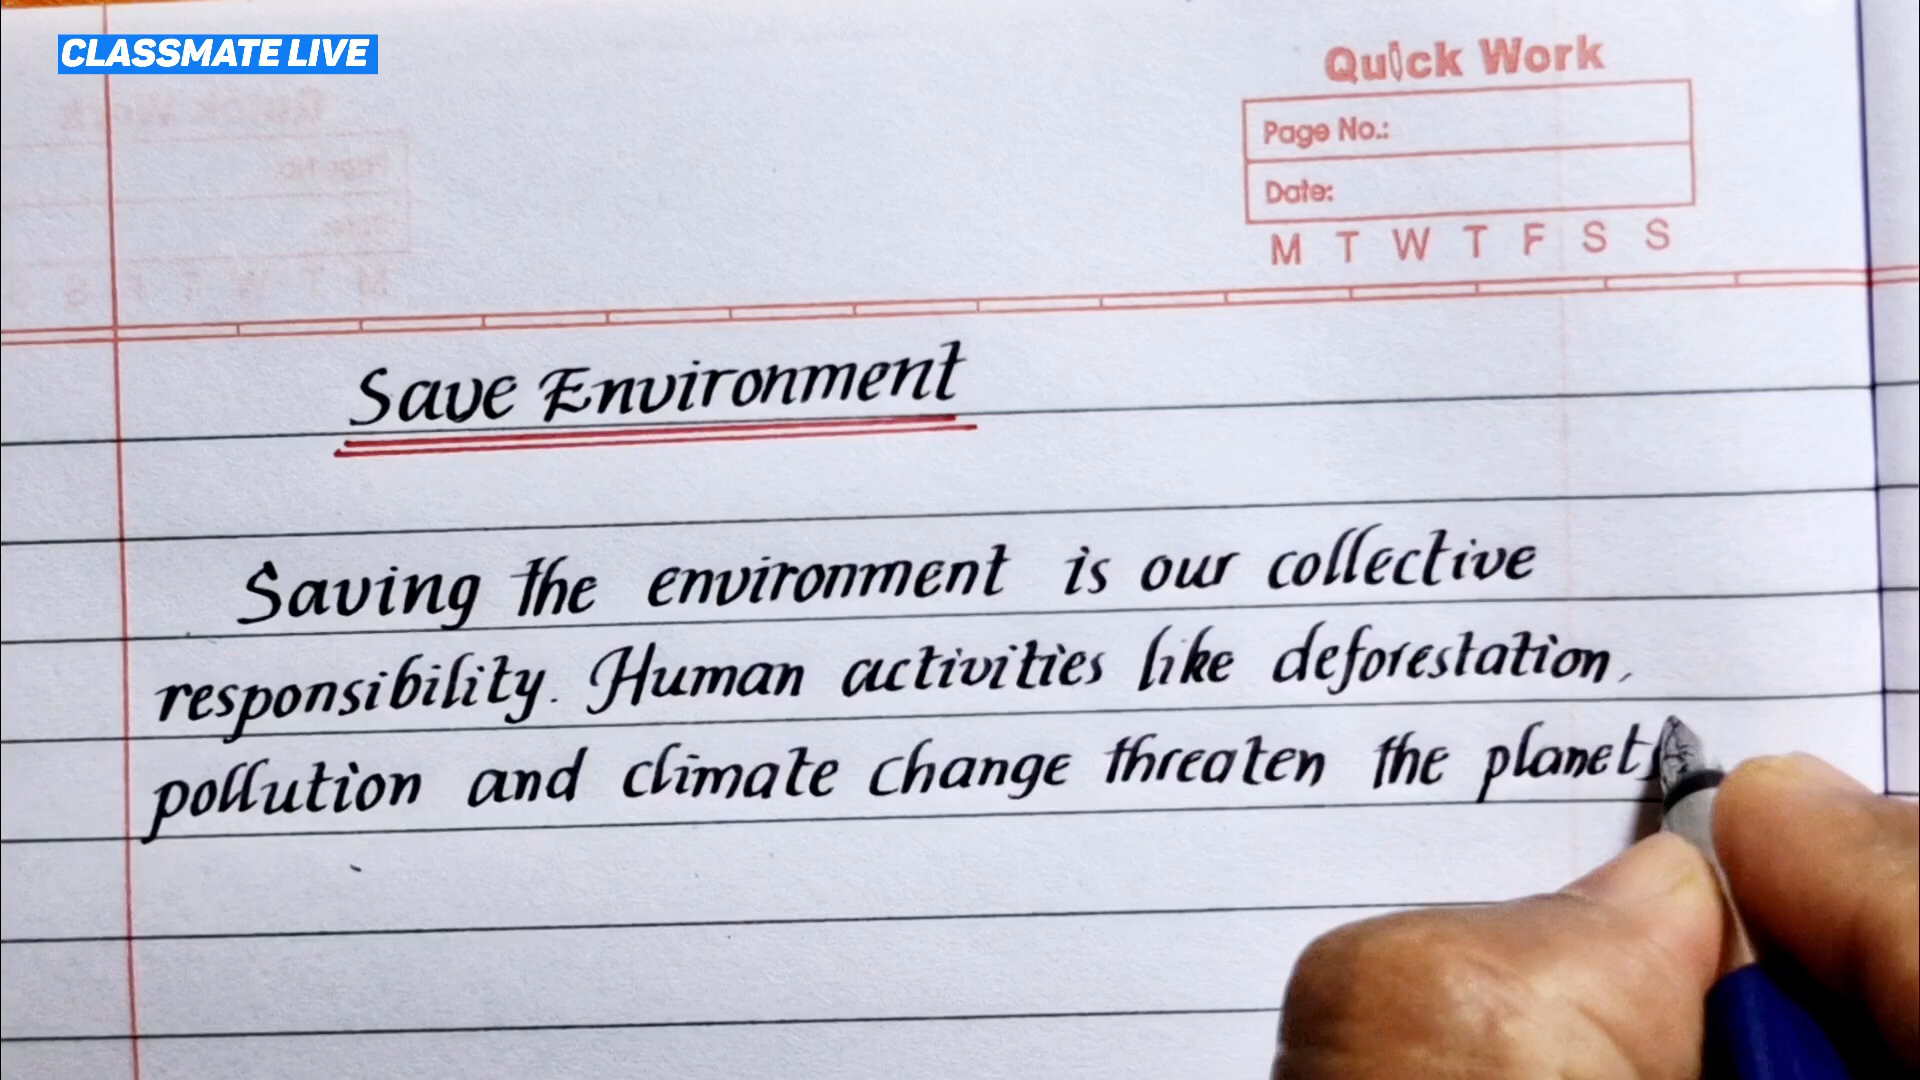 CLASSMATE LIVE
Quick Work
Page No.:
Date:
M T W T F S S
Save Environment
Saving the environment is our collective
responsibility. Human activities like deforestation,
pollution and climate change threaten the planet